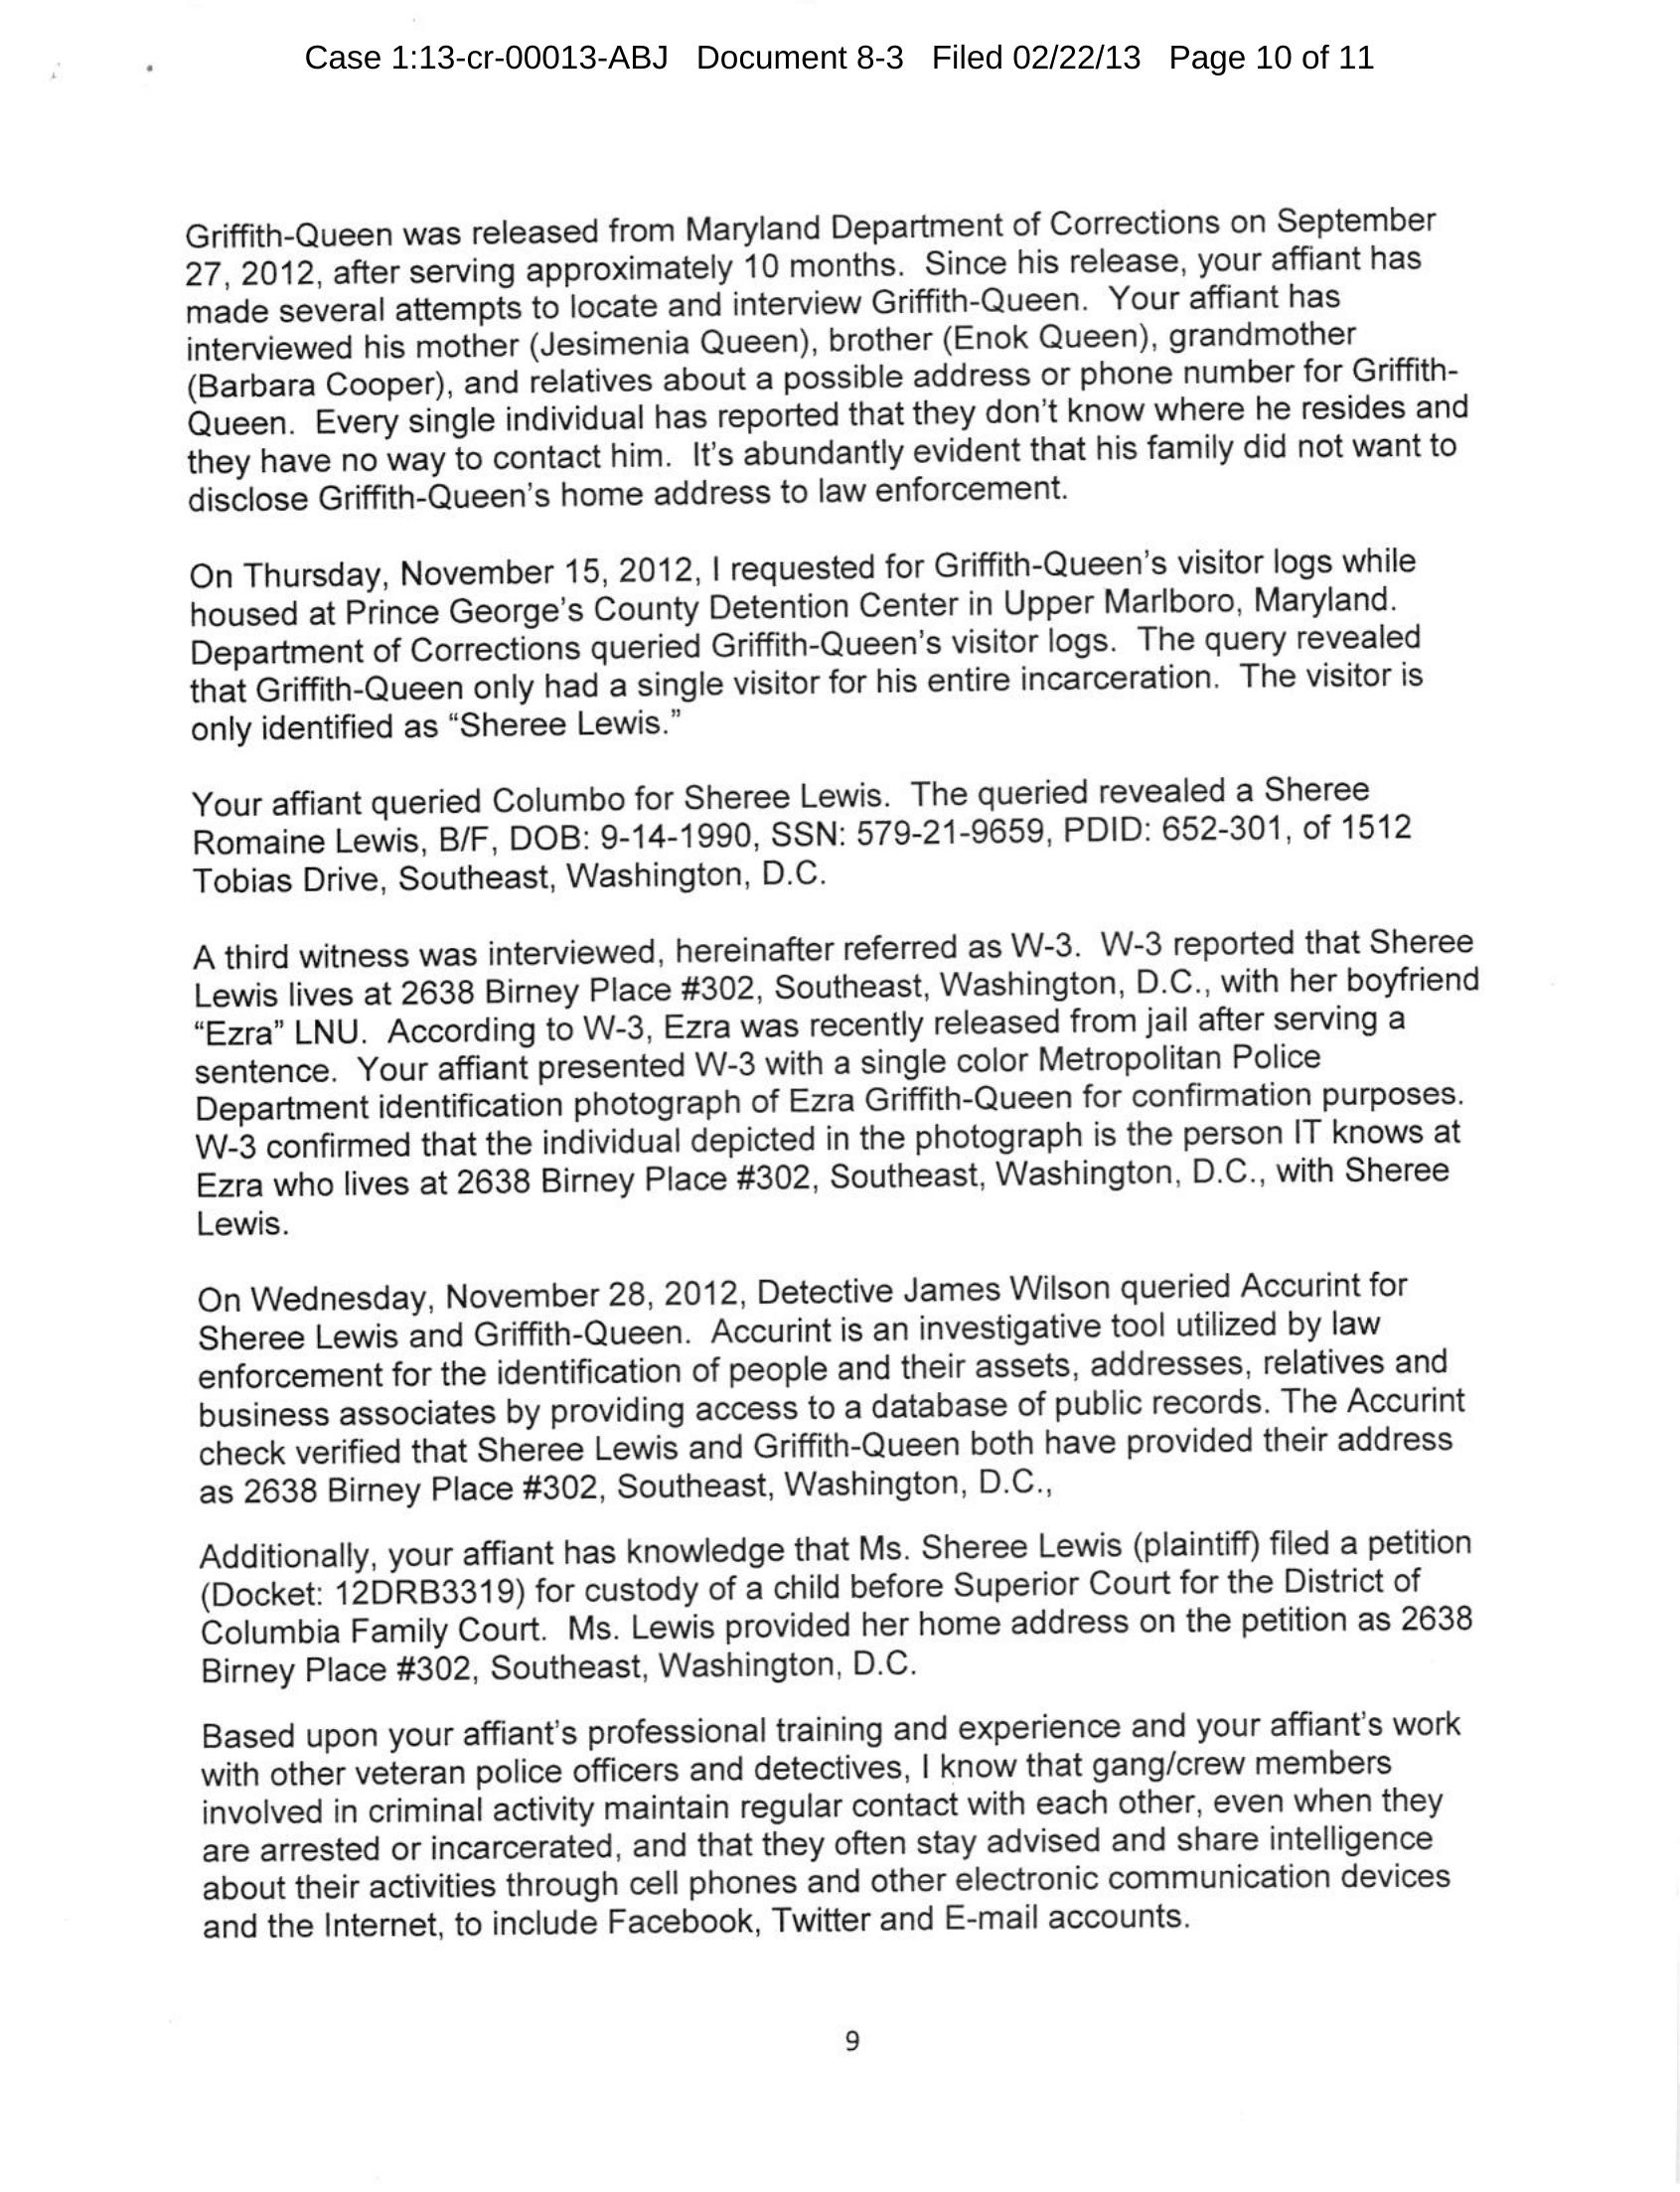 Case 1:13-cr-00013-ABJ Document 8-3 Filed 02/22/13 Page 10 of 11
Griffith-Queen was released from Maryland Department of Corrections on September
27, 2012, after serving approximately 10 months. Since his release, your affiant has
made several attempts to locate and interview Griffith-Queen. Your affiant has
interviewed his mother (Jesimenia Queen), brother (Enok Queen), grandmother
(Barbara Cooper), and relatives about a possible address or phone number for Griffith-
Queen. Every single individual has reported that they don't know where he resides and
they have no way to contact him. It's abundantly evident that his family did not want to
disclose Griffith-Queen's home address to law enforcement.
On Thursday, November 15, 2012, I requested for Griffith-Queen's visitor logs while
housed at Prince George's County Detention Center in Upper Marlboro, Maryland.
Department of Corrections queried Griffith-Queen's visitor logs. The query revealed
that Griffith-Queen only had a single visitor for his entire incarceration. The visitor is
only identified as “Sheree Lewis.”
Your affiant queried Columbo for Sheree Lewis. The queried revealed a Sheree
Romaine Lewis, B/F, DOB: 9-14-1990, SSN: 579-21-9659, PDID: 652-301, of 1512
Tobias Drive, Southeast, Washington, D.C.
A third witness was interviewed, hereinafter referred as W-3. W-3 reported that Sheree
Lewis lives at 2638 Birney Place #302, Southeast, Washington, D.C., with her boyfriend
“Ezra” LNU. According to W-3, Ezra was recently released from jail after serving a
sentence. Your affiant presented W-3 with a single color Metropolitan Police
Department identification photograph of Ezra Griffith-Queen for confirmation purposes.
W-3 confirmed that the individual depicted in the photograph is the person IT knows at
Ezra who lives at 2638 Birney Place #302, Southeast, Washington, D.C., with Sheree
Lewis.
On Wednesday, November 28, 2012, Detective James Wilson queried Accurint for
Sheree Lewis and Griffith-Queen. Accurint is an investigative tool utilized by law
enforcement for the identification of people and their assets, addresses, relatives and
business associates by providing access to a database of public records. The Accurint
check verified that Sheree Lewis and Griffith-Queen both have provided their address
as 2638 Birney Place #302, Southeast, Washington, D.C.,
Additionally, your affiant has knowledge that Ms. Sheree Lewis (plaintiff) filed a petition
(Docket: 12DRB3319) for custody of a child before Superior Court for the District of
Columbia Family Court. Ms. Lewis provided her home address on the petition as 2638
Birney Place #302, Southeast, Washington, D.C.
Based upon your affiant's professional training and experience and your affiant's work
with other veteran police officers and detectives, I know that gang/crew members
involved in criminal activity maintain regular contact with each other, even when they
are arrested or incarcerated, and that they often stay advised and share intelligence
about their activities through cell phones and other electronic communication devices
and the Internet, to include Facebook, Twitter and E-mail accounts.
9